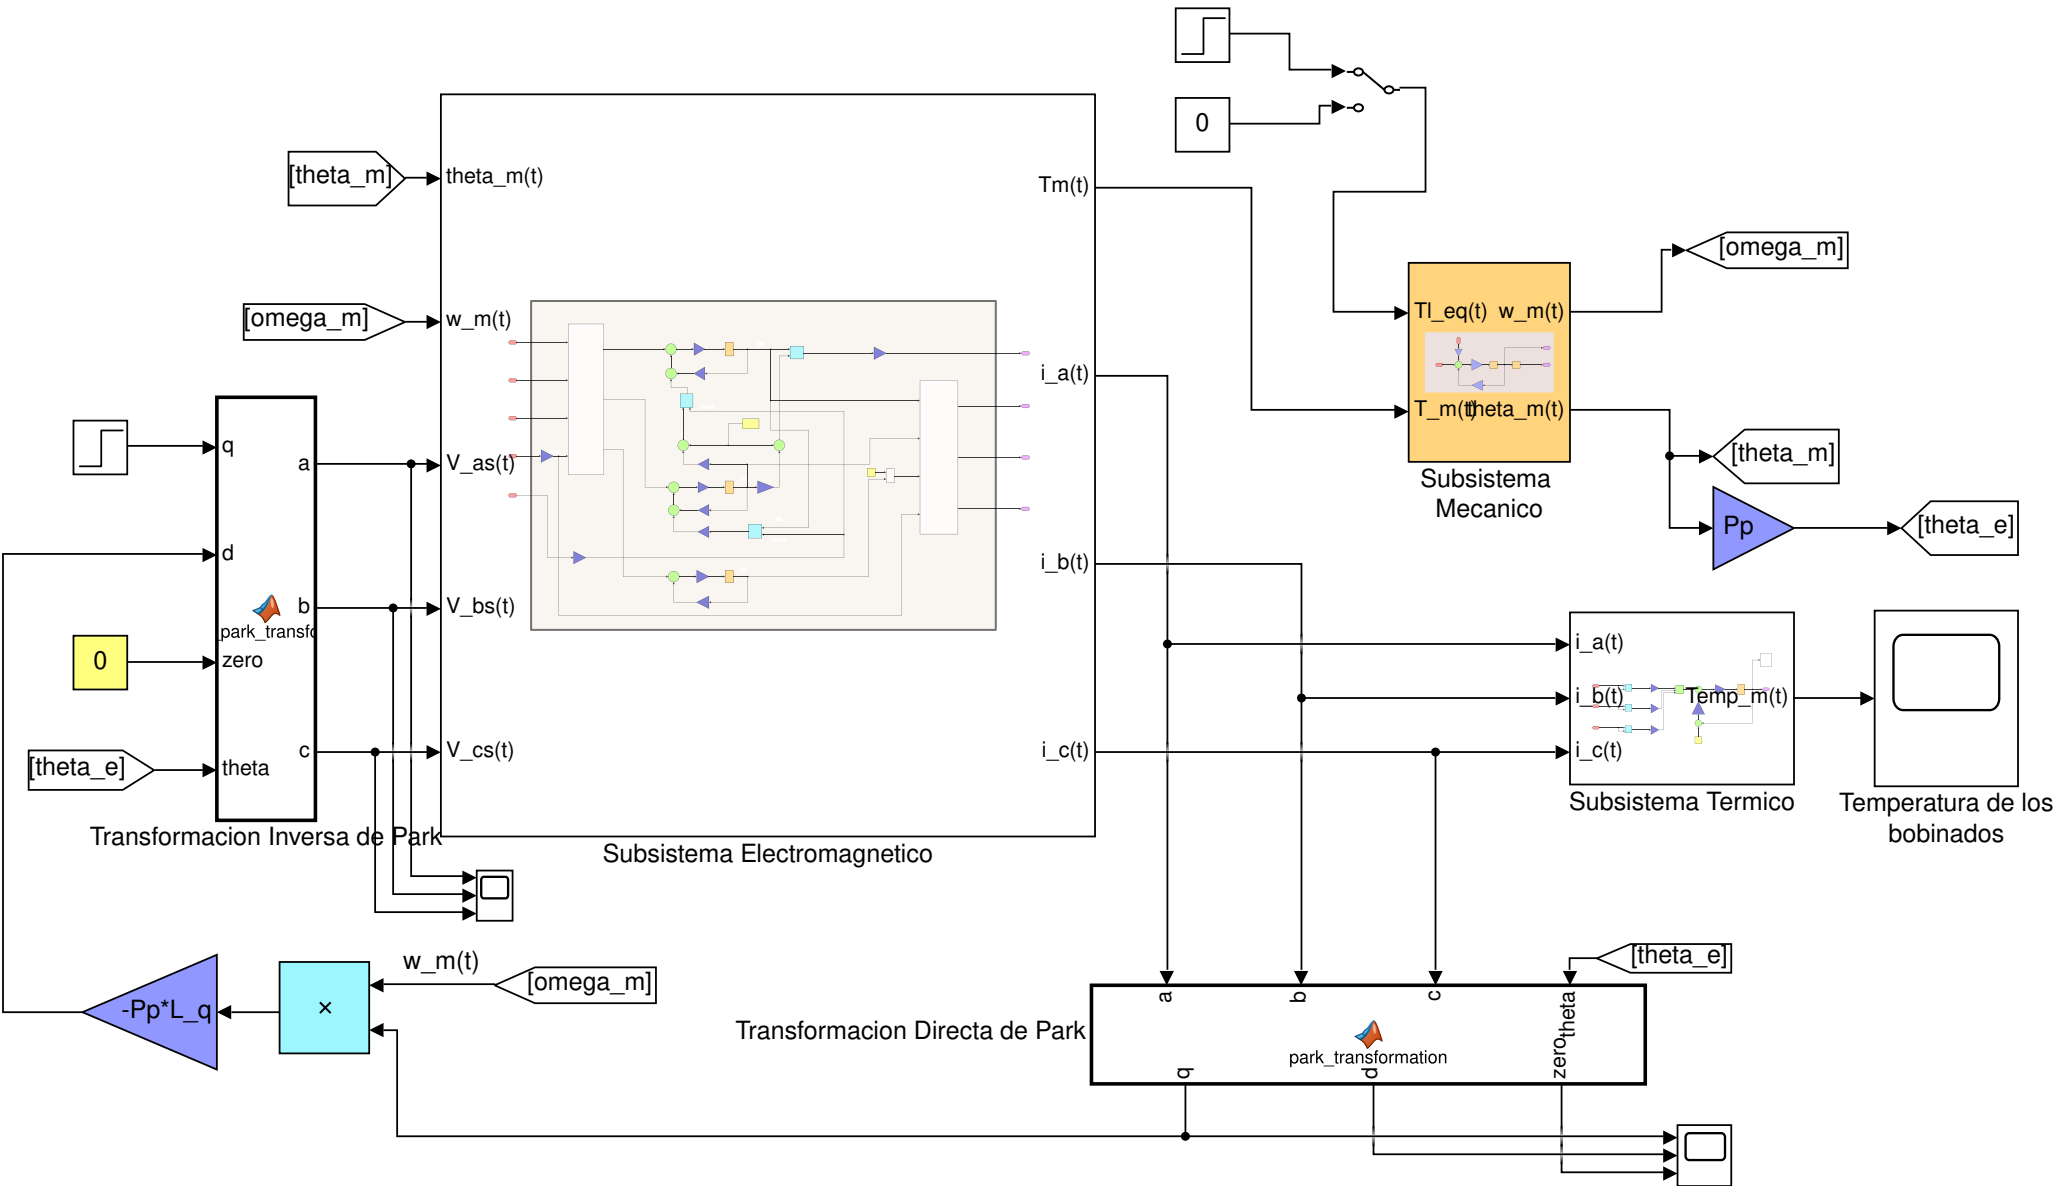 0
[theta_m]
theta_m(t)
Tm(t)
[omega_m]
w_m(t)
[omega_m]
Tl_eq(t)
w_m(t)
i_a(t)
T_m(t)
theta_m(t)
[theta_m]
q
a
V_as(t)
Subsistema
Mecanico
Pp
[theta_e]
d
i_b(t)
b
V_bs(t)
park_transfo
0
zero
i_a(t)
i_b(t)
Temp_m(t)
[theta_e]
theta
c
V_cs(t)
i_c(t)
i_c(t)
Subsistema Termico
Temperatura de los
bobinados
Transformacion Inversa de Park
Subsistema Electromagnetico
w_m(t)
[omega_m]
[theta_e]
-Pp*L_q
×
a
b
c
theta
Transformacion Directa de Park
park_transformation
q
d
zero